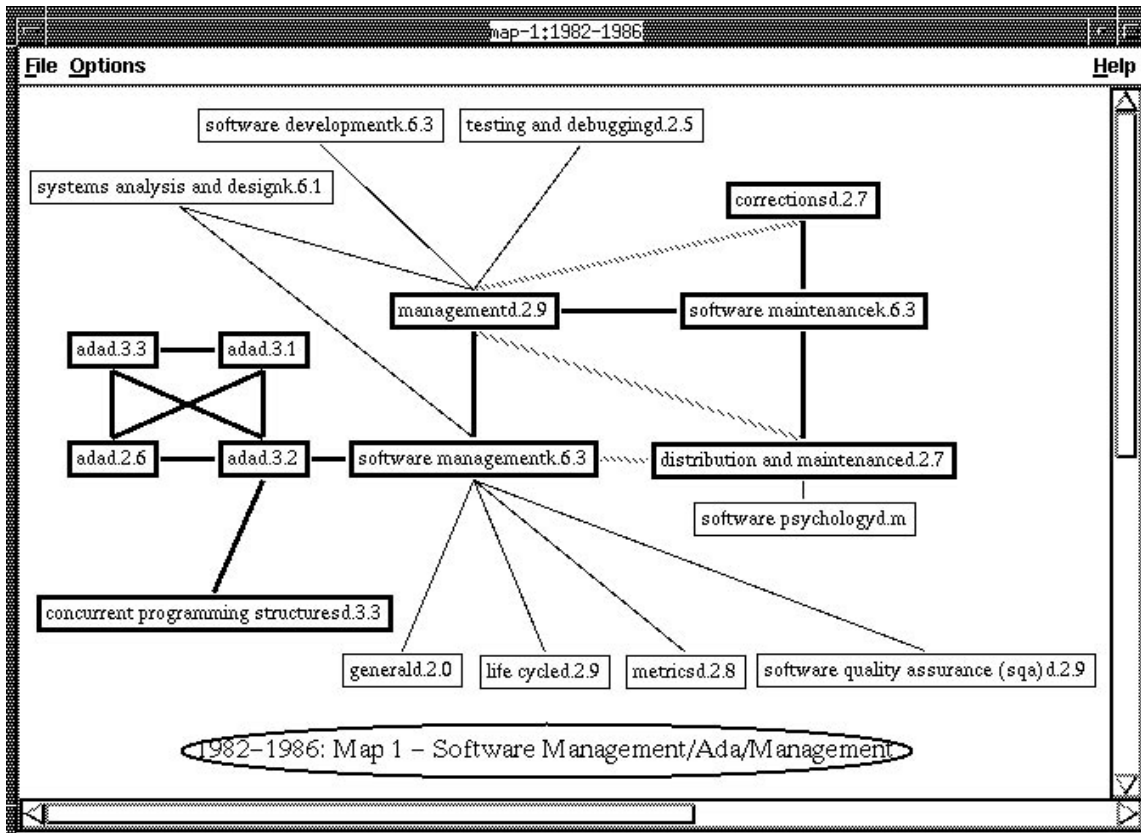 map-1:1982-1986
File Options Help
software developmentk.6.3 testing and debuggingd.2.5
systems analysis and designk.6.1
correctionsd.2.7
managementd.2.9 software maintenancek.6.3
adad.3.3 adad.3.1
adad.2.6 adad.3.2 software managementk.6.3 distribution and maintenanced.2.7
software psychologyd.m
concurrent programming structuresd.3.3
generald.2.0 life cycled.2.9 metricsd.2.8 software quality assurance (sqa)d.2.9
1982-1986: Map 1 - Software Management/Ada/Management